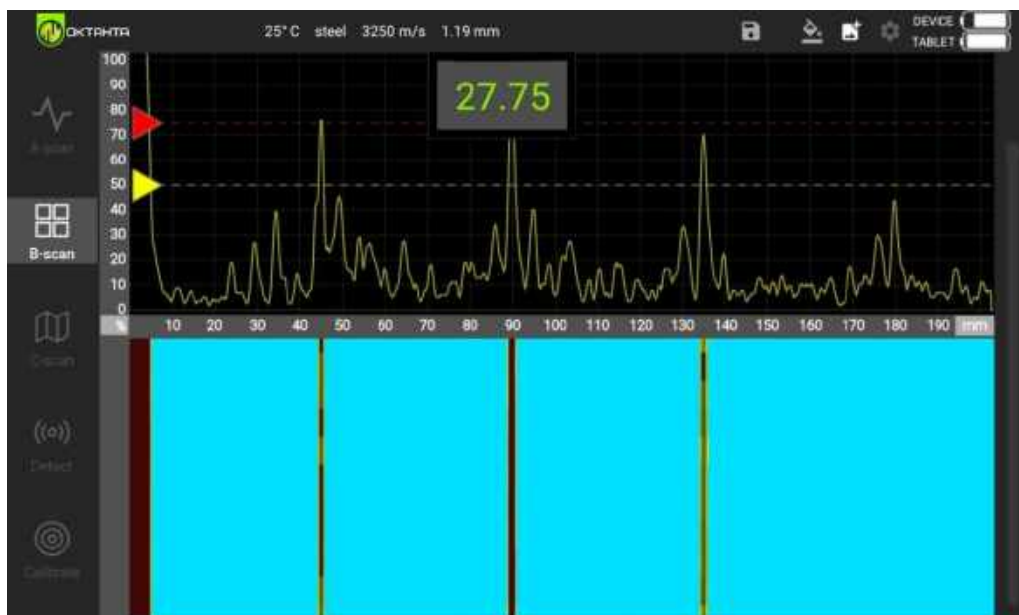 ОКТАНТА
25° C steel 3250 m/s 1.19 mm
DEVICE
TABLET
100
90
80
70
60
50
40
30
20
10
0
27.75
A-scan
B-scan
C-scan
Detect
Calibrate
% 10 20 30 40 50 60 70 80 90 100 110 120 130 140 150 160 170 180 190 mm